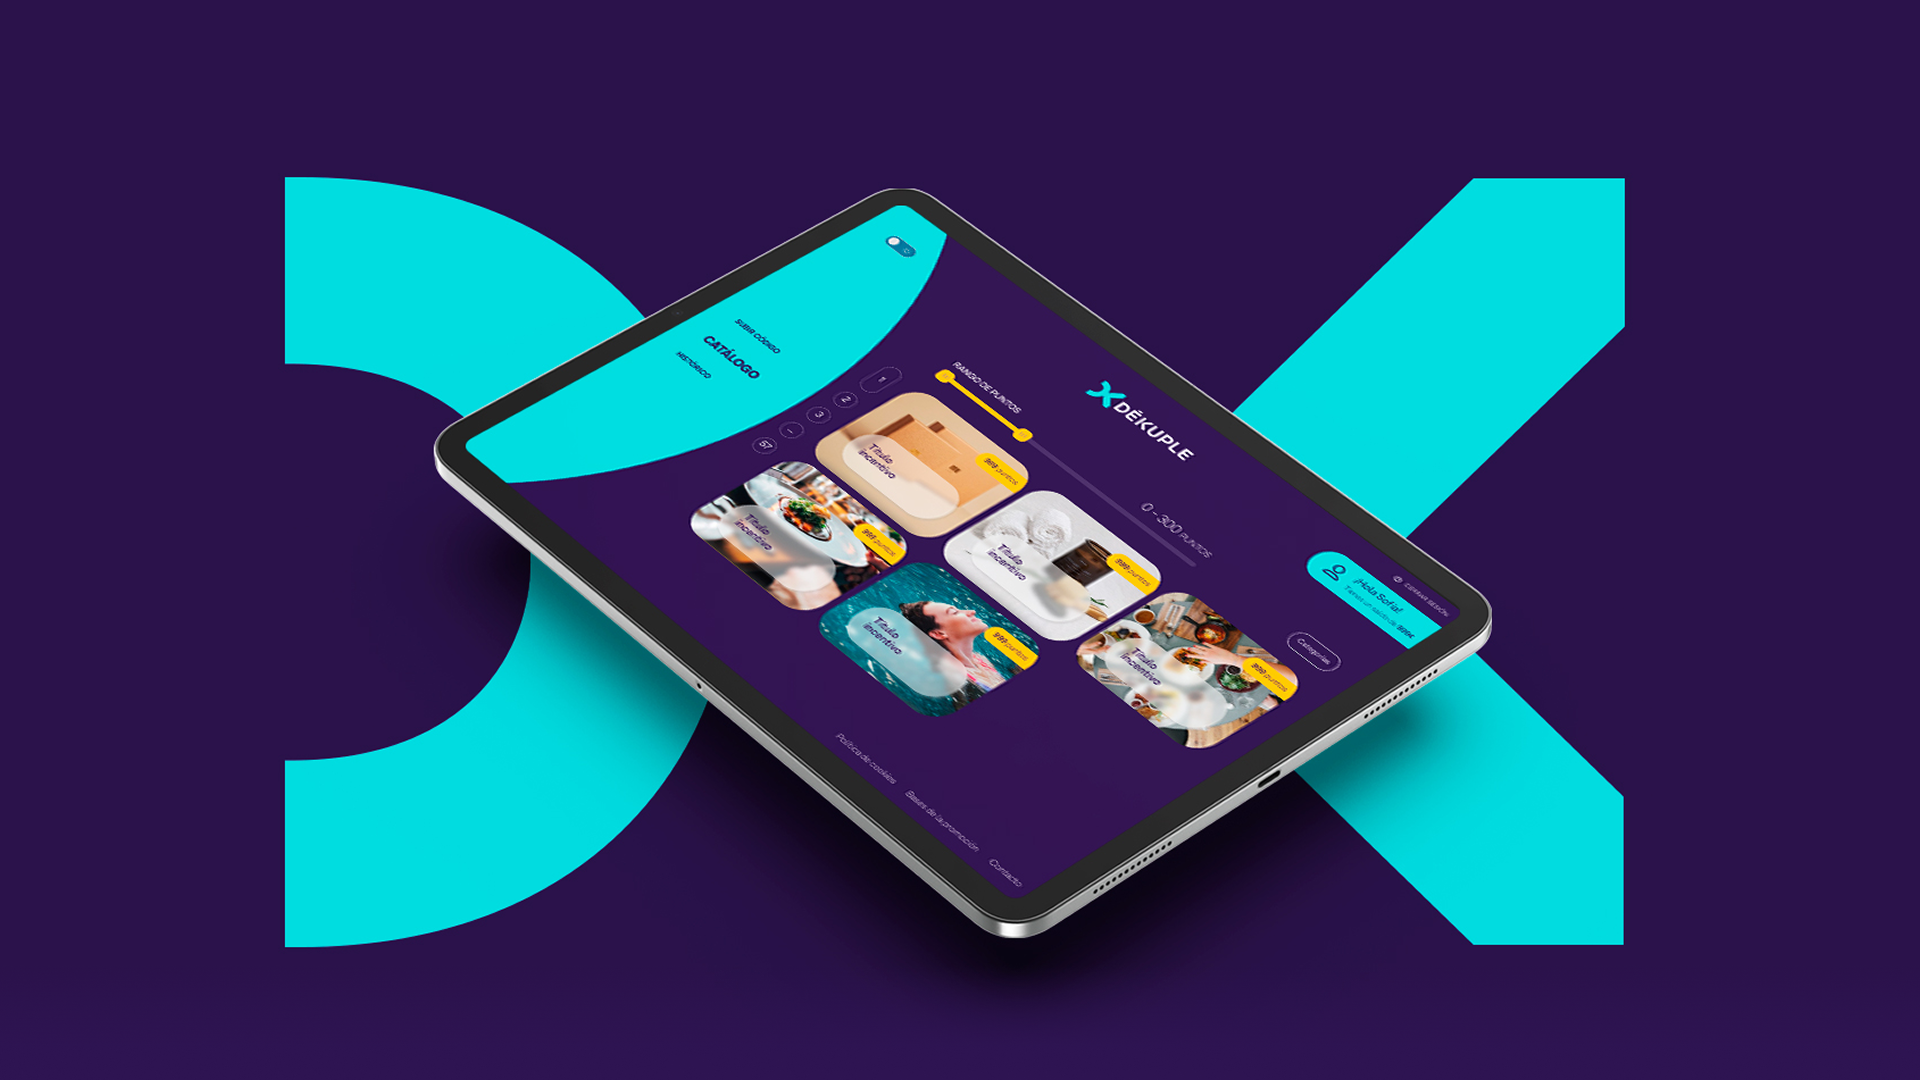 SUBIR CÓDIGO
CATÁLOGO
HISTÓRICO
DÉKUPLE
RANGO DE PUNTOS
0 - 300 PUNTOS
CERRAR SESIÓN
¡Hola Sofía!
Tienes un saldo de
Categorías
1
2
3
...
57
Título
incentivo
999 puntos
Título
incentivo
999 puntos
Título
incentivo
999 puntos
Título
incentivo
999 puntos
Título
incentivo
999 puntos
Política de cookies
Bases de la promoción
Contacto